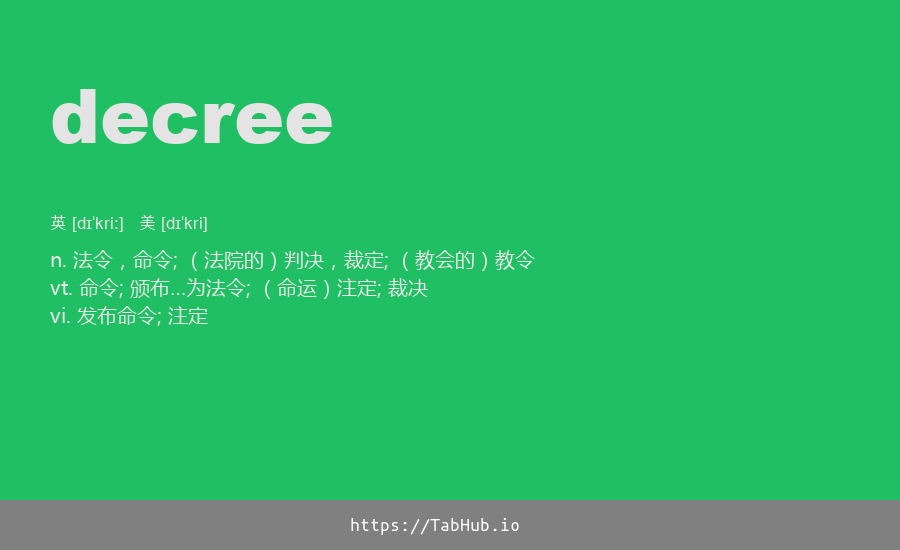 decree
英 [dɪˈkriː] 美 [dɪˈkri]
n. 法令，命令; （法院的）判决，裁定; （教会的）教令
vt. 命令; 颁布...为法令; （命运）注定; 裁决
vi. 发布命令; 注定
https://TabHub.io